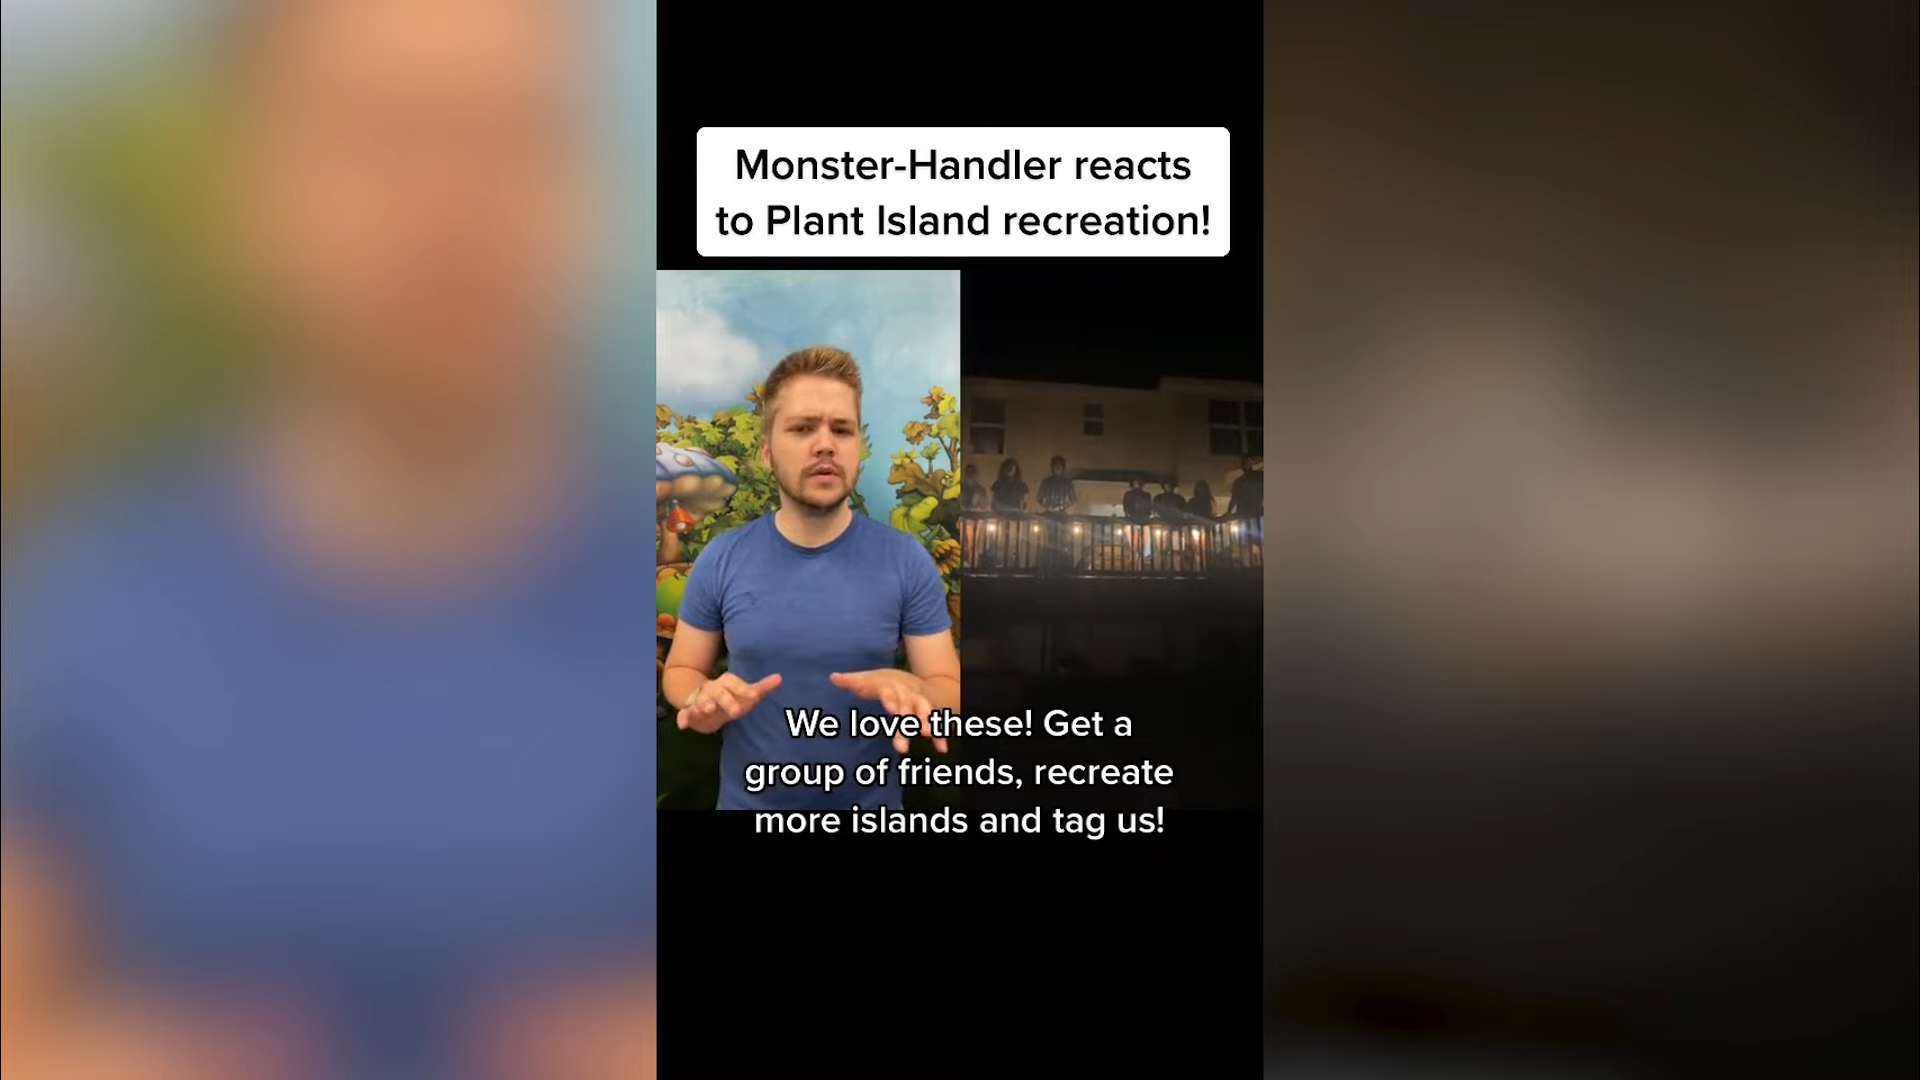 Monster-Handler reacts
to Plant Island recreation!
We love these! Get a
group of friends, recreate
more islands and tag us!